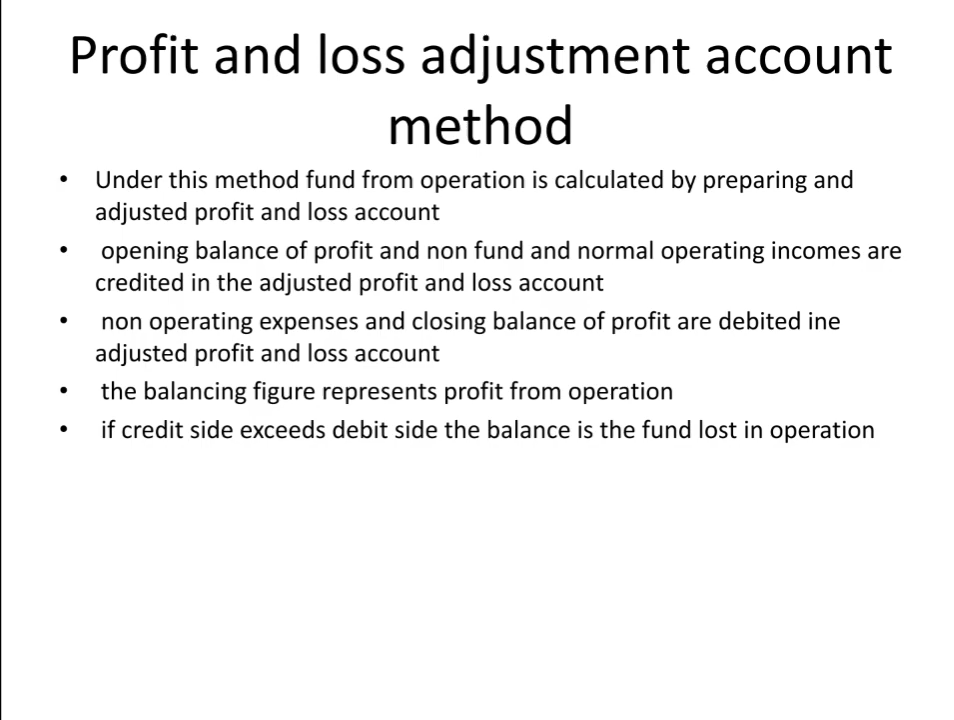 Profit and loss adjustment account
method
• Under this method fund from operation is calculated by preparing and
adjusted profit and loss account
• opening balance of profit and non fund and normal operating incomes are
credited in the adjusted profit and loss account
• non operating expenses and closing balance of profit are debited ine
adjusted profit and loss account
• the balancing figure represents profit from operation
• if credit side exceeds debit side the balance is the fund lost in operation